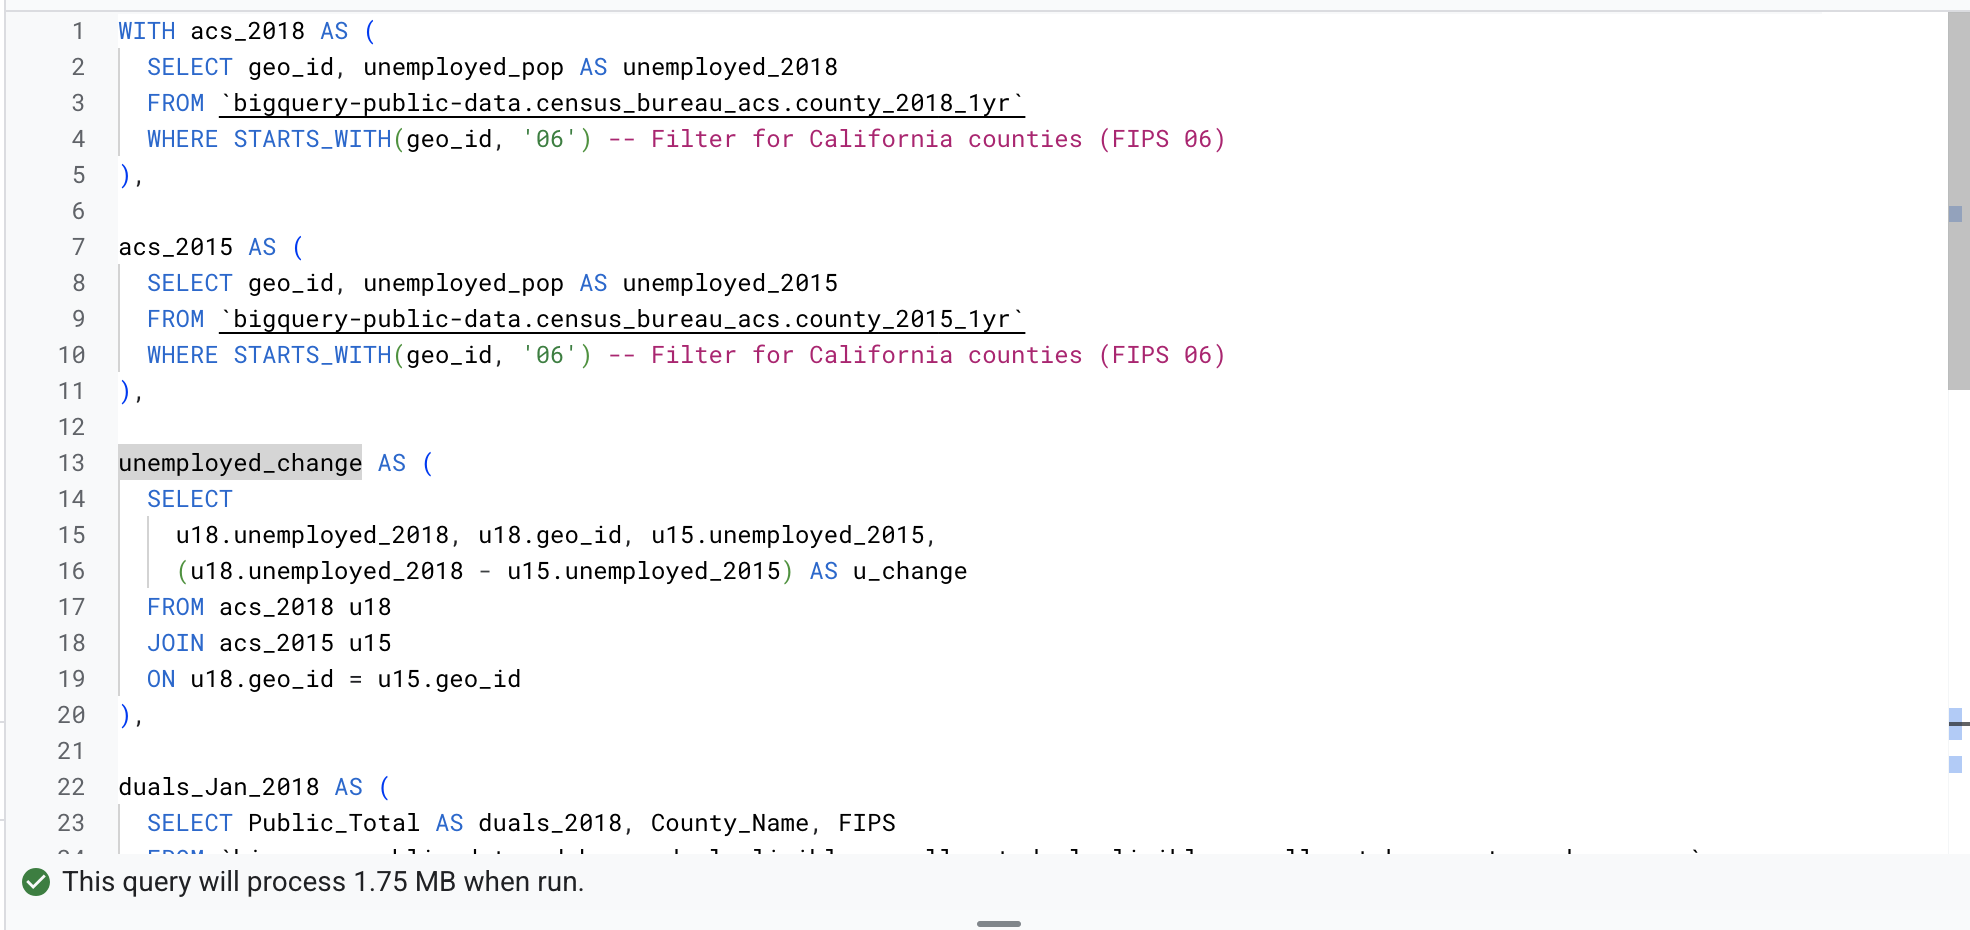 1 WITH acs_2018 AS (
2 SELECT geo_id, unemployed_pop AS unemployed_2018
3 FROM `bigquery-public-data.census_bureau_acs.county_2018_1yr`
4 WHERE STARTS_WITH(geo_id, '06') -- Filter for California counties (FIPS 06)
5 ),
6
7 acs_2015 AS (
8 SELECT geo_id, unemployed_pop AS unemployed_2015
9 FROM `bigquery-public-data.census_bureau_acs.county_2015_1yr`
10 WHERE STARTS_WITH(geo_id, '06') -- Filter for California counties (FIPS 06)
11 ),
12
13 unemployed_change AS (
14 SELECT
15 u18.unemployed_2018, u18.geo_id, u15.unemployed_2015,
16 (u18.unemployed_2018 - u15.unemployed_2015) AS u_change
17 FROM acs_2018 u18
18 JOIN acs_2015 u15
19 ON u18.geo_id = u15.geo_id
20 ),
21
22 duals_Jan_2018 AS (
23 SELECT Public_Total AS duals_2018, County_Name, FIPS
24 FROM
This query will process 1.75 MB when run.